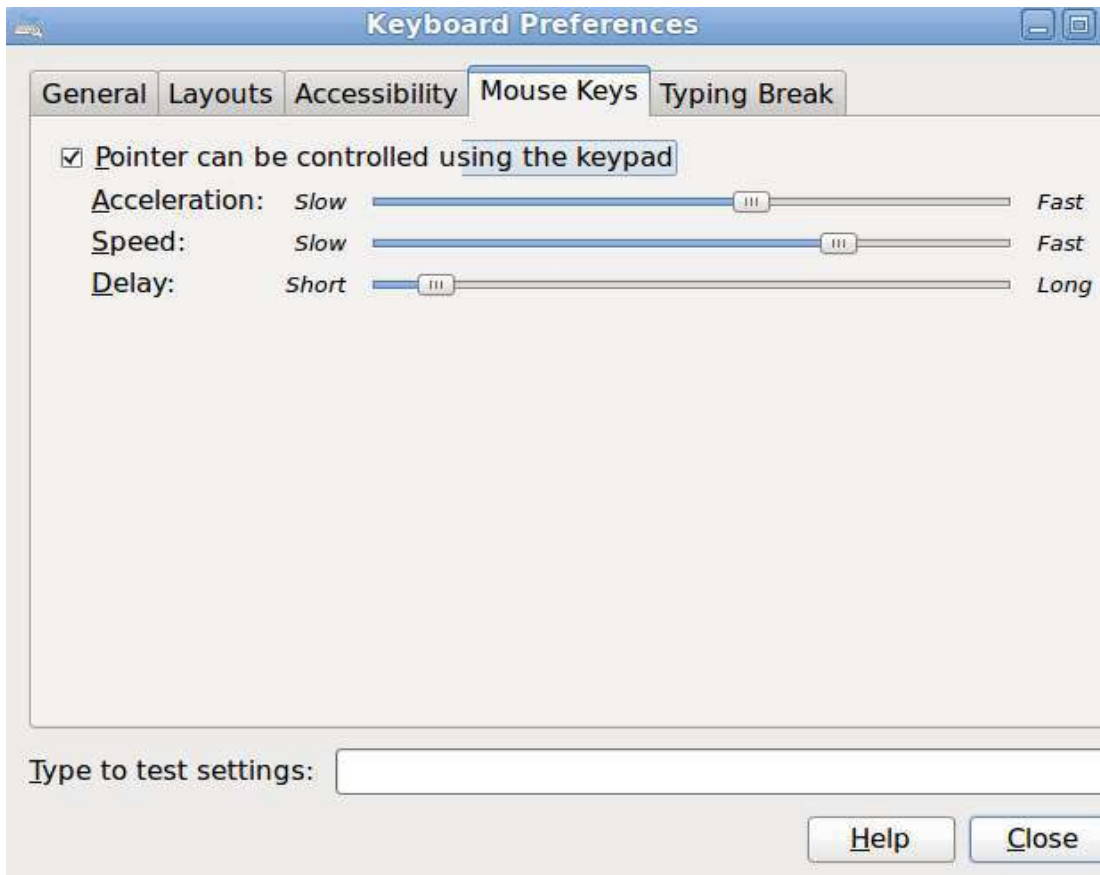 Keyboard Preferences
General Layouts Accessibility Mouse Keys Typing Break
Pointer can be controlled using the keypad
Acceleration: Slow Fast
Speed: Slow Fast
Delay: Short Long
Type to test settings:
Help Close